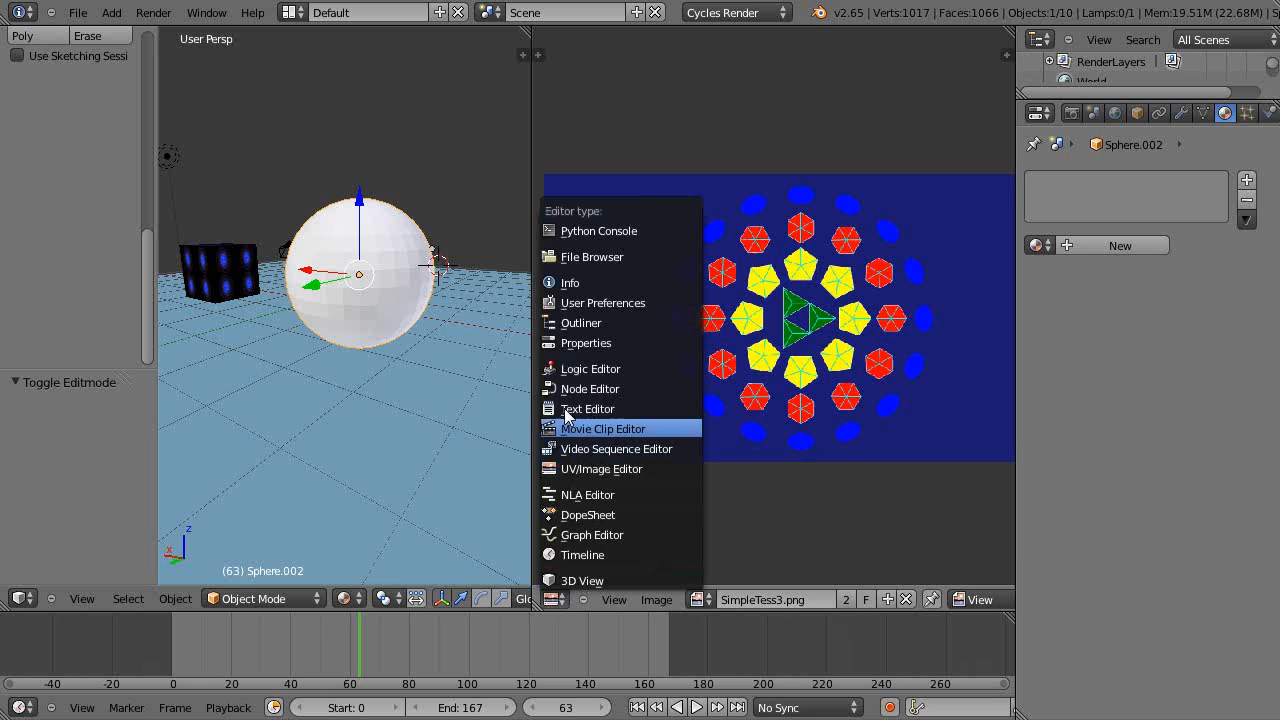 File Add Render Window Help Default Scene Cycles Render v2.65 | Verts:1017 | Faces:1066 | Objects:1/10 | Lamps:0/1 | Mem:19.51M (22.68M) |
Poly Erase
Use Sketching Sessi
Toggle Editmode
User Persp
(63) Sphere.002
z
x
View Select Object Object Mode
Editor type:
Python Console
File Browser
Info
User Preferences
Outliner
Properties
Logic Editor
Node Editor
Text Editor
Movie Clip Editor
Video Sequence Editor
UV/Image Editor
NLA Editor
DopeSheet
Graph Editor
Timeline
3D View
View Image SimpleTess3.png 2 F View
View Search All Scenes
RenderLayers
World
Sphere.002
New
-40 -20 0 20 40 60 80 100 120 140 160 180 200 220 240 260
View Marker Frame Playback Start: 0 End: 167 63 No Sync